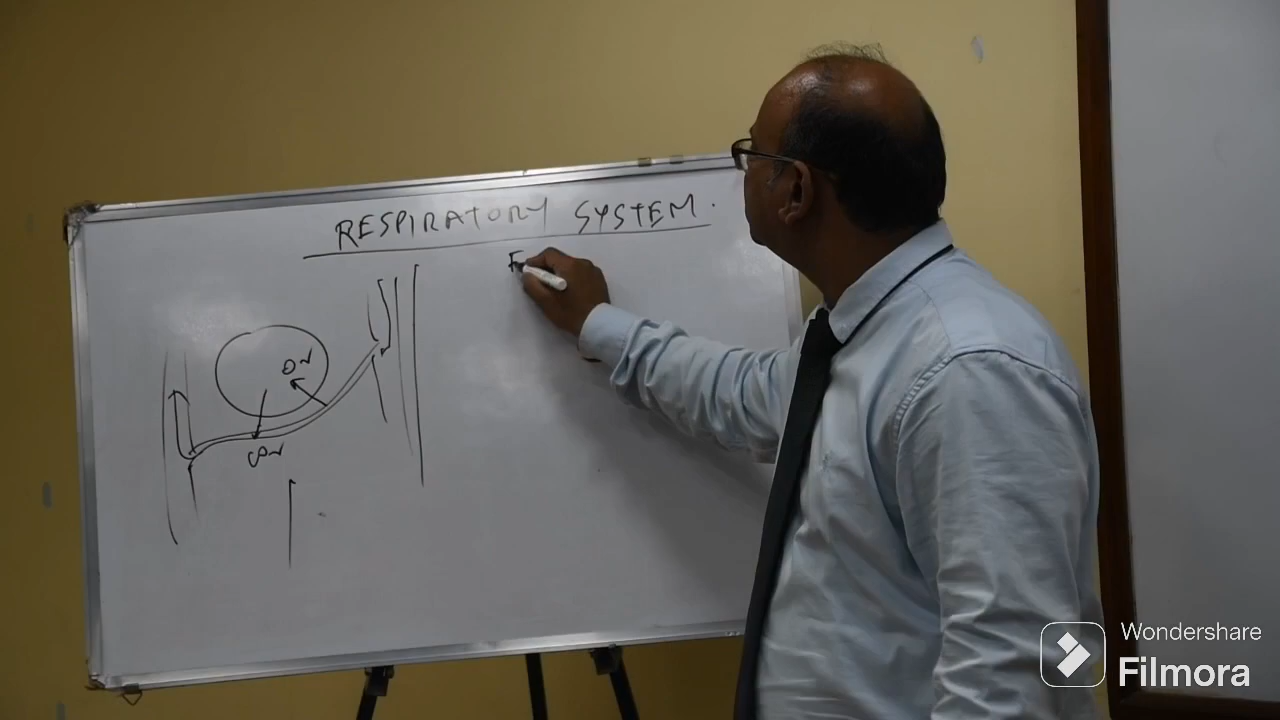 RESPIRATORY SYSTEM.
F
O2
CO2
Wondershare
Filmora